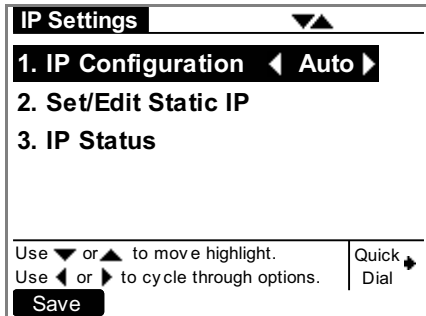 IP Settings ▼▲
1. IP Configuration ◀ Auto ▶
2. Set/Edit Static IP
3. IP Status
Use ▼ or ▲ to move highlight.
Use ◀ or ▶ to cycle through options.
Quick
Dial
Save